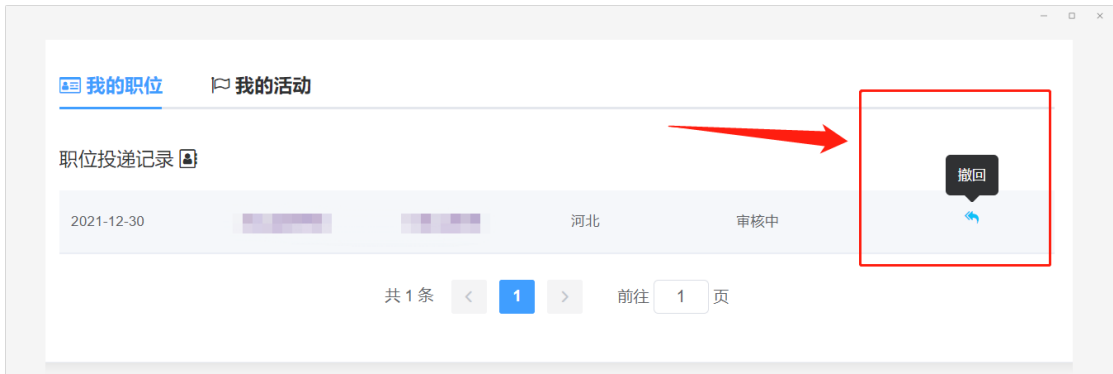 我的职位 我的活动
职位投递记录
撤回
2021-12-30 河北 审核中
共 1 条 1 前往 1 页